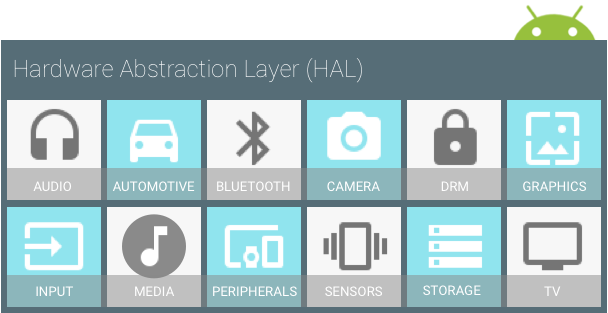 Hardware Abstraction Layer (HAL)
AUDIO AUTOMOTIVE BLUETOOTH CAMERA DRM GRAPHICS
INPUT MEDIA PERIPHERALS SENSORS STORAGE TV